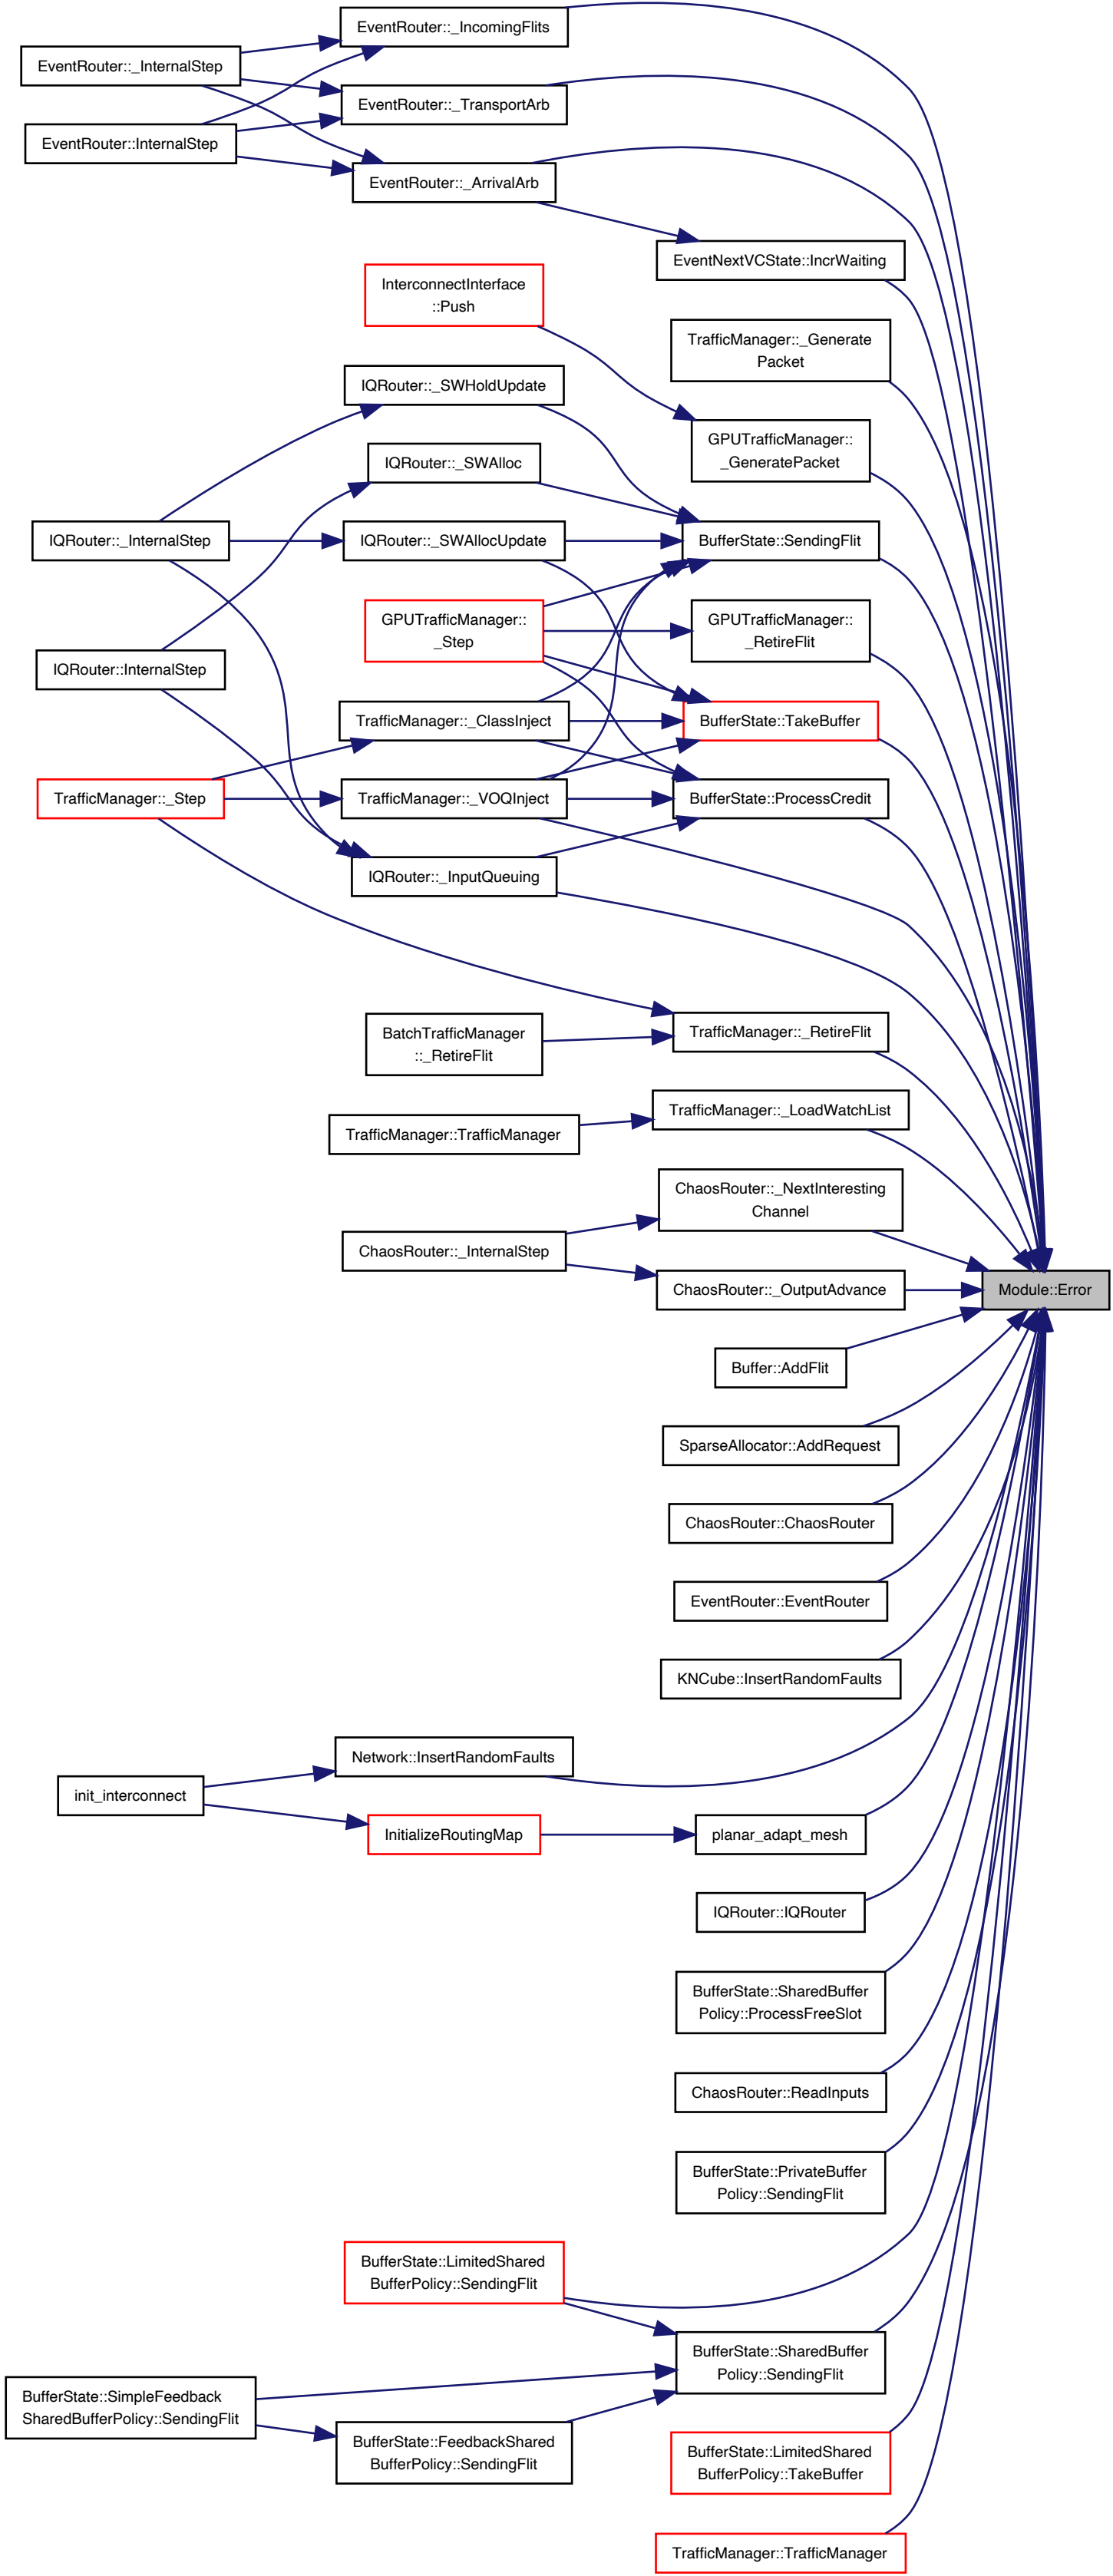 EventRouter::_IncomingFlits
EventRouter::_InternalStep
EventRouter::_TransportArb
EventRouter::InternalStep
EventRouter::_ArrivalArb
EventNextVCState::IncrWaiting
InterconnectInterface
::Push
TrafficManager::_Generate
Packet
IQRouter::_SWHoldUpdate
GPUTrafficManager::
_GeneratePacket
IQRouter::_SWAlloc
IQRouter::_InternalStep
IQRouter::_SWAllocUpdate
BufferState::SendingFlit
GPUTrafficManager::
_Step
GPUTrafficManager::
_RetireFlit
IQRouter::InternalStep
TrafficManager::_ClassInject
BufferState::TakeBuffer
TrafficManager::_Step
TrafficManager::_VOQInject
BufferState::ProcessCredit
IQRouter::_InputQueuing
BatchTrafficManager
::_RetireFlit
TrafficManager::_RetireFlit
TrafficManager::_LoadWatchList
TrafficManager::TrafficManager
ChaosRouter::_NextInteresting
Channel
ChaosRouter::_InternalStep
ChaosRouter::_OutputAdvance
Module::Error
Buffer::AddFlit
SparseAllocator::AddRequest
ChaosRouter::ChaosRouter
EventRouter::EventRouter
KNCube::InsertRandomFaults
Network::InsertRandomFaults
init_interconnect
InitializeRoutingMap
planar_adapt_mesh
IQRouter::IQRouter
BufferState::SharedBuffer
Policy::ProcessFreeSlot
ChaosRouter::ReadInputs
BufferState::PrivateBuffer
Policy::SendingFlit
BufferState::LimitedShared
BufferPolicy::SendingFlit
BufferState::SharedBuffer
Policy::SendingFlit
BufferState::SimpleFeedback
SharedBufferPolicy::SendingFlit
BufferState::FeedbackShared
BufferPolicy::SendingFlit
BufferState::LimitedShared
BufferPolicy::TakeBuffer
TrafficManager::TrafficManager